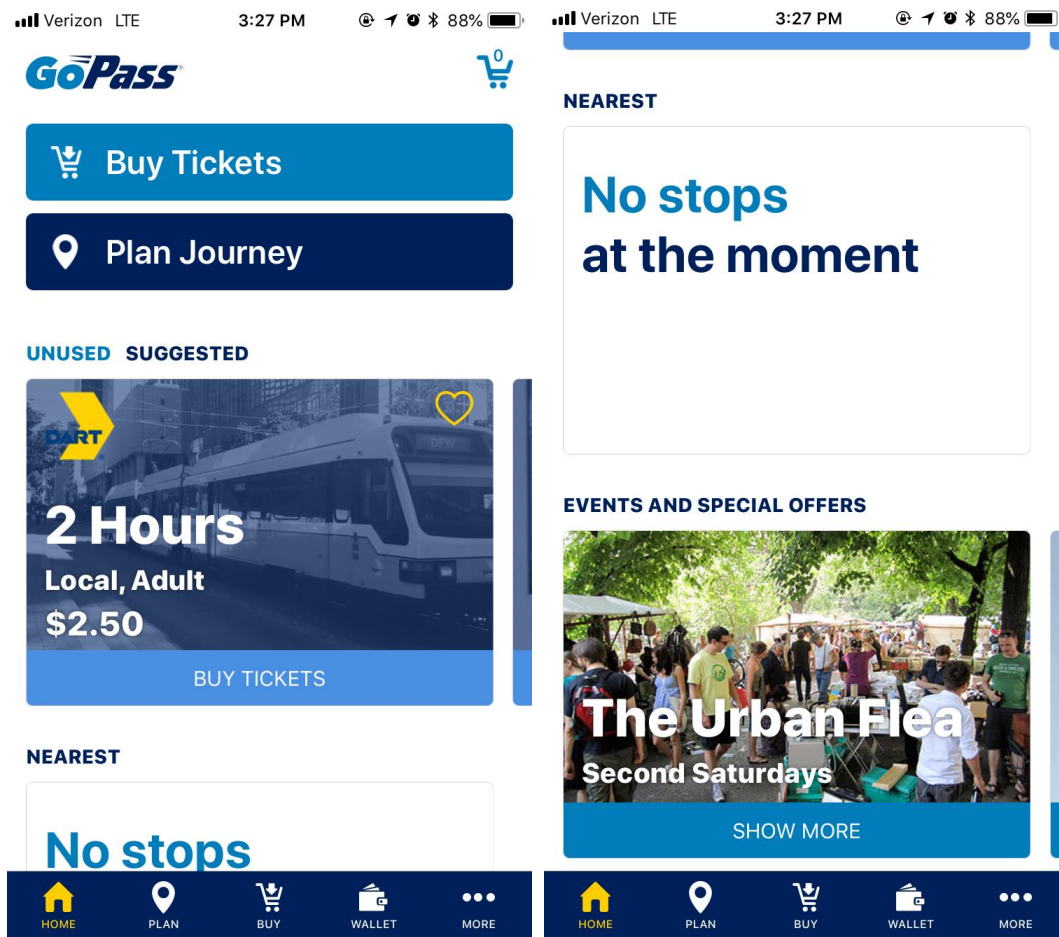 Verizon LTE 3:27 PM 88%
GoPass
0
Buy Tickets
Plan Journey
UNUSED SUGGESTED
DART
DFW
2 Hours
Local, Adult
$2.50
BUY TICKETS
NEAREST
No stops
HOME PLAN BUY WALLET MORE
Verizon LTE 3:27 PM 88%
NEAREST
No stops
at the moment
EVENTS AND SPECIAL OFFERS
The Urban Flea
Second Saturdays
SHOW MORE
HOME PLAN BUY WALLET MORE